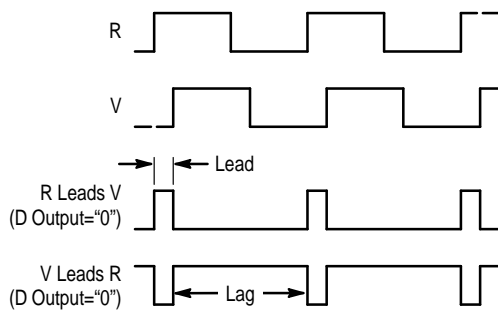 R
V
Lead
R Leads V
(D Output=“0”)
V Leads R
(D Output=“0”)
Lag